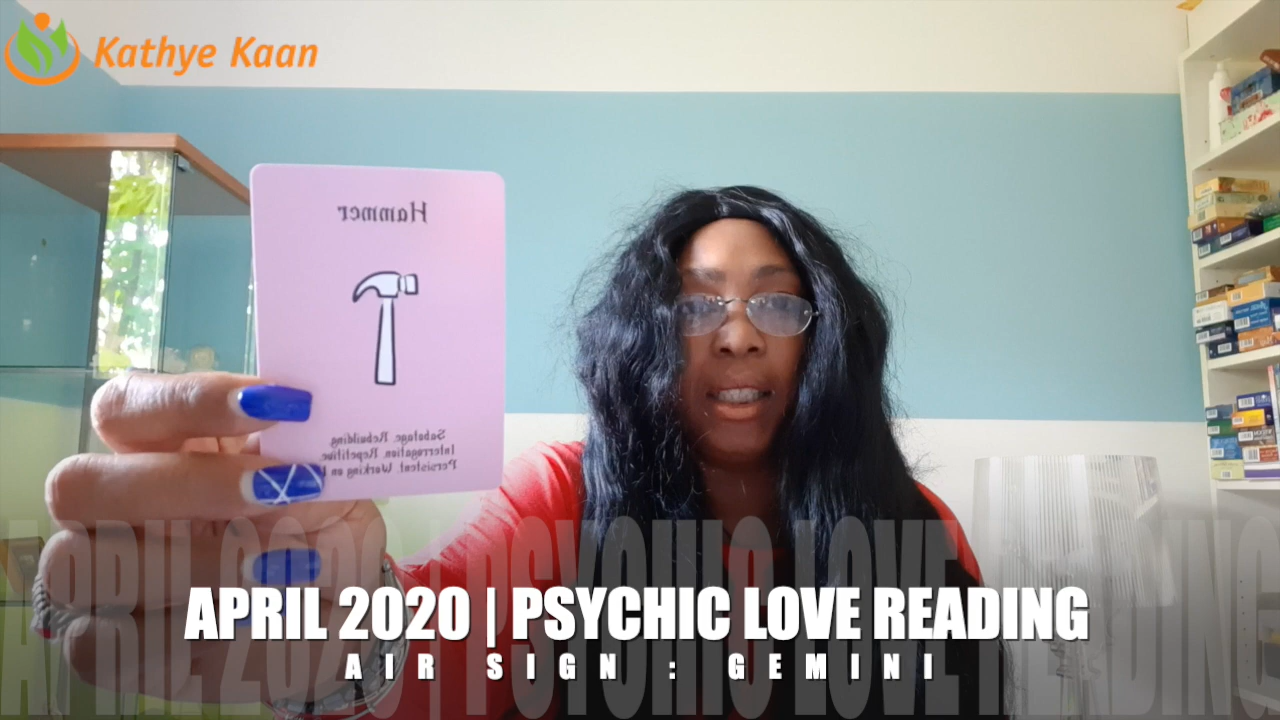 Kathye Kaan
Hammer
Sabotage, Rebuilding,
Interrogation, Repetitive,
Persistent, Working on
APRIL 2020 | PSYCHIC LOVE READING
AIR SIGN : GEMINI